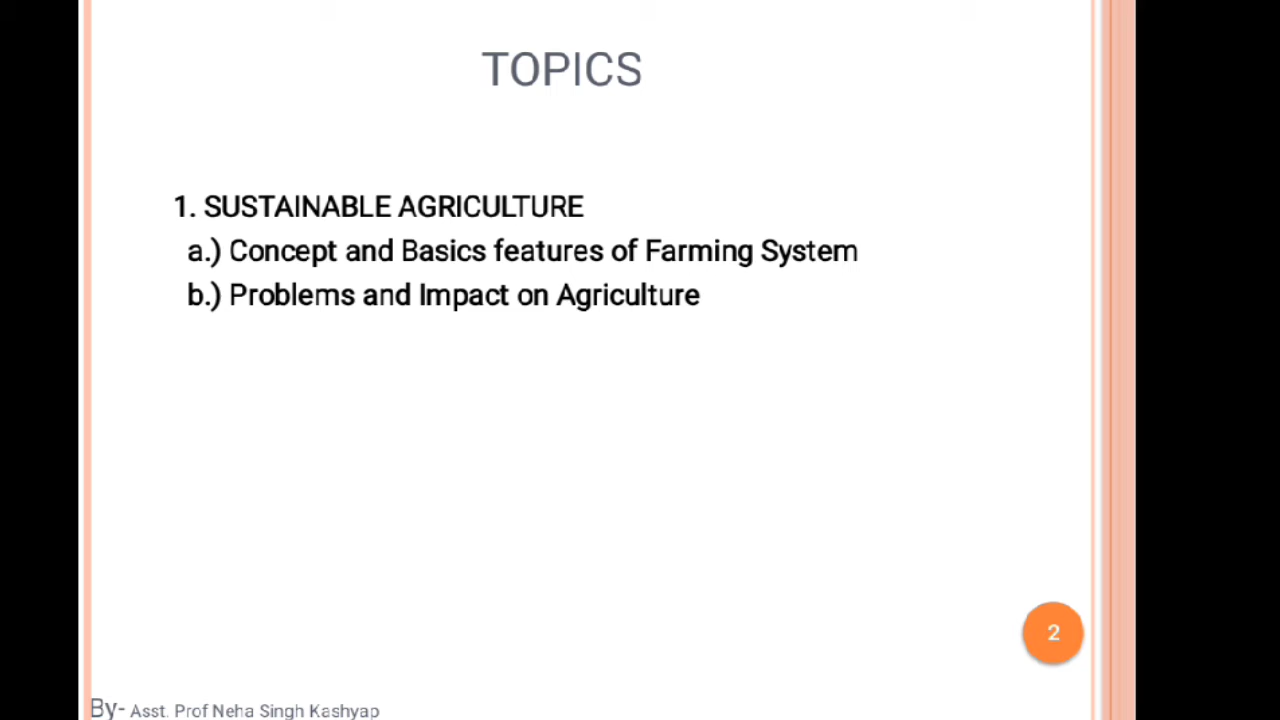 TOPICS
1. SUSTAINABLE AGRICULTURE
a.) Concept and Basics features of Farming System
b.) Problems and Impact on Agriculture
2
By- Asst. Prof Neha Singh Kashyap